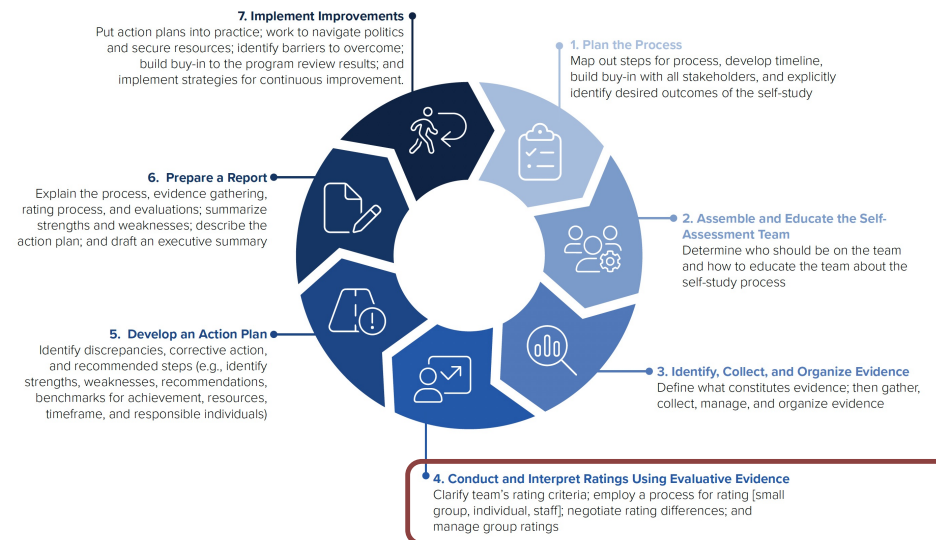 7. Implement Improvements
Put action plans into practice; work to navigate politics
and secure resources; identify barriers to overcome;
build buy-in to the program review results; and
implement strategies for continuous improvement.
1. Plan the Process
Map out steps for process, develop timeline,
build buy-in with all stakeholders, and explicitly
identify desired outcomes of the self-study
6. Prepare a Report
Explain the process, evidence gathering,
rating process, and evaluations; summarize
strengths and weaknesses; describe the
action plan; and draft an executive summary
2. Assemble and Educate the Self-
Assessment Team
Determine who should be on the team
and how to educate the team about the
self-study process
5. Develop an Action Plan
Identify discrepancies, corrective action,
and recommended steps (e.g., identify
strengths, weaknesses, recommendations,
benchmarks for achievement, resources,
timeframe, and responsible individuals)
3. Identify, Collect, and Organize Evidence
Define what constitutes evidence; then gather,
collect, manage, and organize evidence
4. Conduct and Interpret Ratings Using Evaluative Evidence
Clarify team's rating criteria; employ a process for rating [small
group, individual, staff]; negotiate rating differences; and
manage group ratings